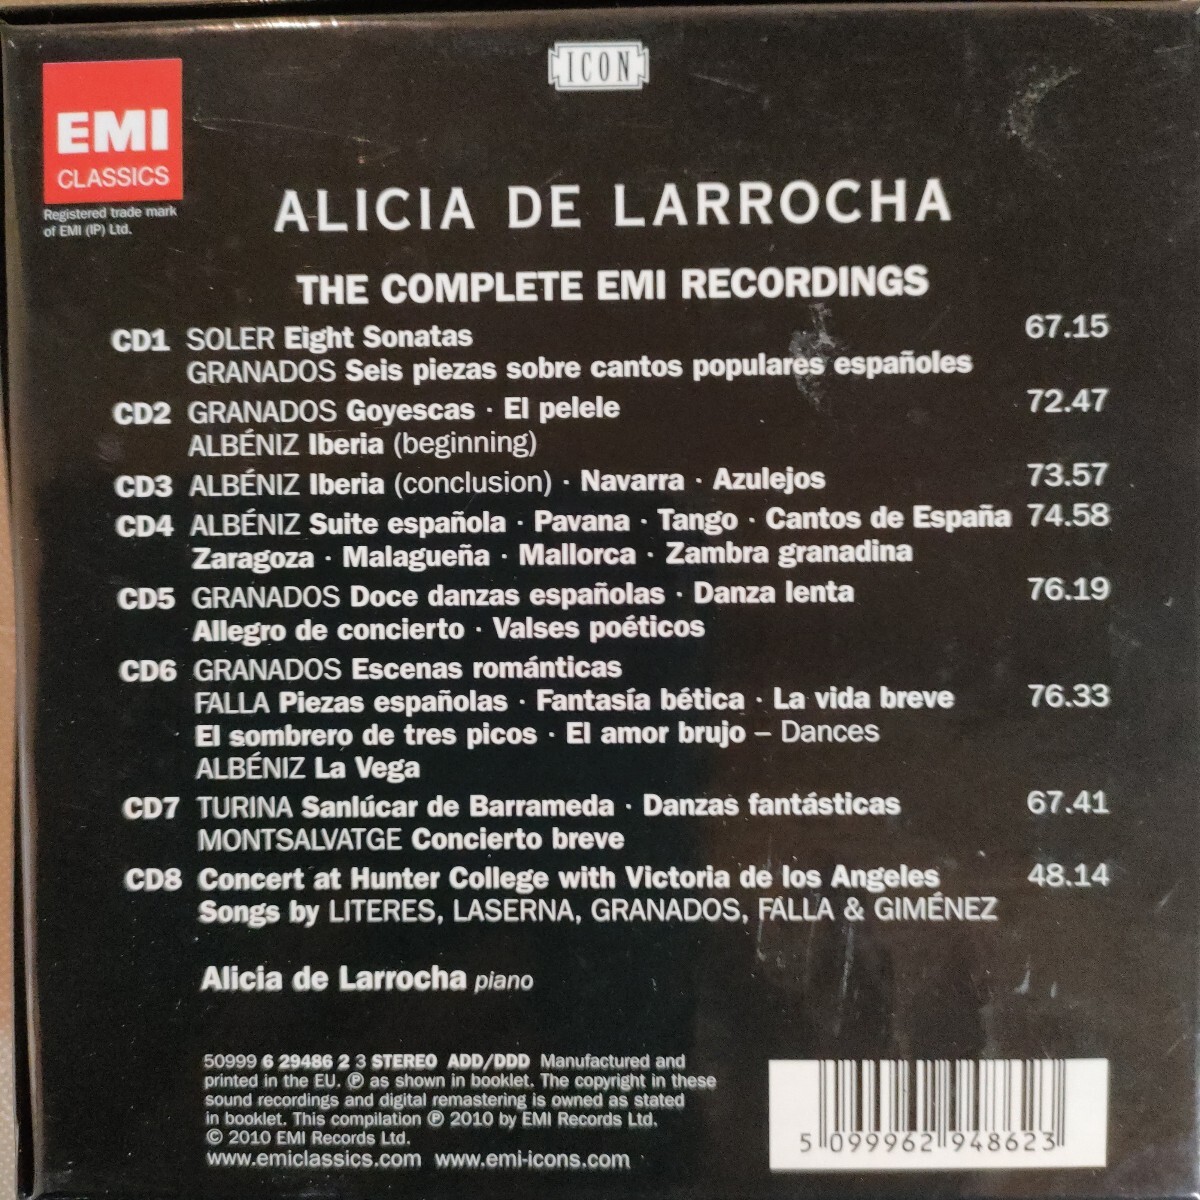 ICON
EMI
CLASSICS
Registered trade mark
of EMI (IP) Ltd.
ALICIA DE LARROCHA
THE COMPLETE EMI RECORDINGS
CD1 SOLER Eight Sonatas 67.15
GRANADOS Seis piezas sobre cantos populares españoles
CD2 GRANADOS Goyescas · El pelele 72.47
ALBÉNIZ Iberia (beginning)
CD3 ALBÉNIZ Iberia (conclusion) · Navarra · Azulejos 73.57
CD4 ALBÉNIZ Suite española · Pavana · Tango · Cantos de España 74.58
Zaragoza · Malagueña · Mallorca · Zambra granadina
CD5 GRANADOS Doce danzas españolas · Danza lenta 76.19
Allegro de concierto · Valses poéticos
CD6 GRANADOS Escenas románticas
FALLA Piezas españolas · Fantasía bética · La vida breve 76.33
El sombrero de tres picos · El amor brujo – Dances
ALBÉNIZ La Vega
CD7 TURINA Sanlúcar de Barrameda · Danzas fantásticas 67.41
MONTSALVATGE Concierto breve
CD8 Concert at Hunter College with Victoria de los Angeles 48.14
Songs by LITERES, LASERNA, GRANADOS, FALLA & GIMÉNEZ
Alicia de Larrocha piano
50999 6 29486 2 3 STEREO ADD/DDD Manufactured and
printed in the EU. ℗ as shown in booklet. The copyright in these
sound recordings and digital remastering is owned as stated
in booklet. This compilation ℗ 2010 by EMI Records Ltd.
© 2010 EMI Records Ltd.
www.emiclassics.com www.emi-icons.com
5 099962 948623